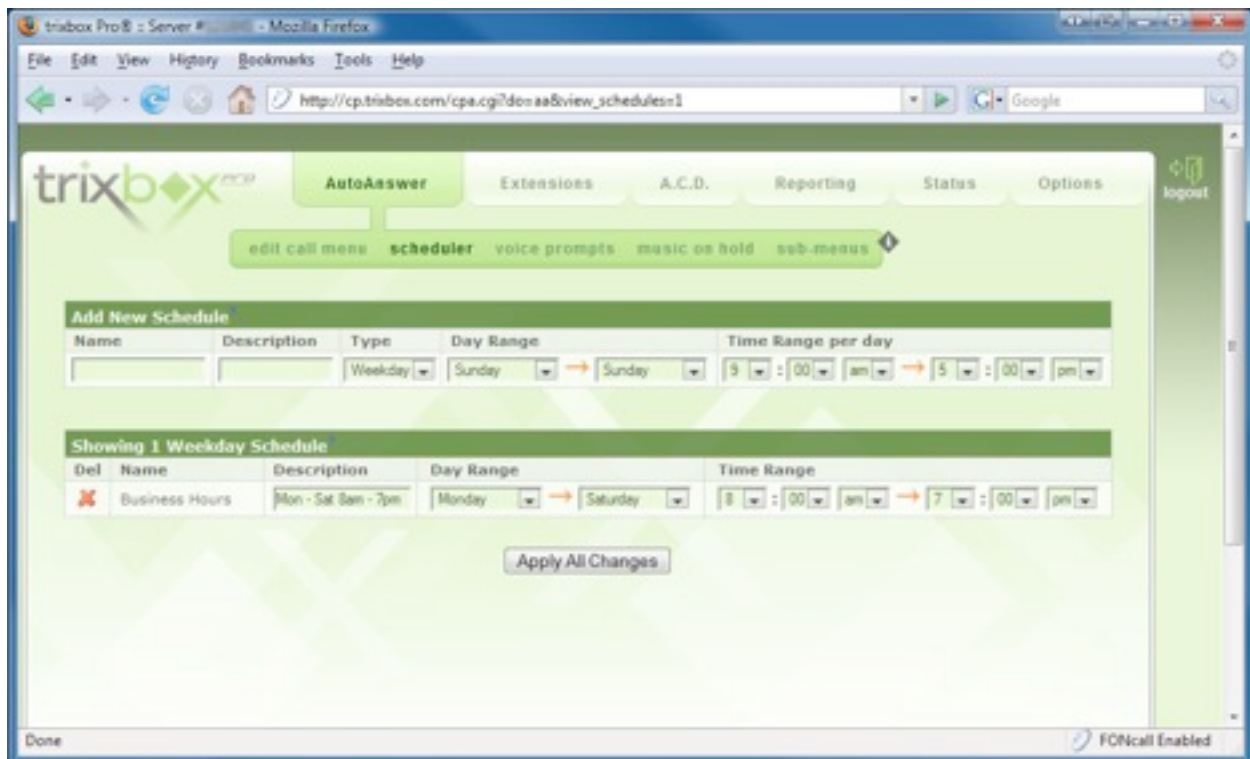 trixbox Pro® :: Server # - Mozilla Firefox
File Edit View History Bookmarks Tools Help
http://cp.trixbox.com/cpa.cgi?do=aa&view_schedules=1 Google
trixbox AutoAnswer Extensions A.C.D. Reporting Status Options logout
edit call menu scheduler voice prompts music on hold sub-menus
Add New Schedule
Name Description Type Day Range Time Range per day
Weekday Sunday Sunday 9 : 00 am 5 : 00 pm
Showing 1 Weekday Schedule
Del Name Description Day Range Time Range
Business Hours Mon - Sat 8am - 7pm Monday Saturday 8 : 00 am 7 : 00 pm
Apply All Changes
Done FONcall Enabled